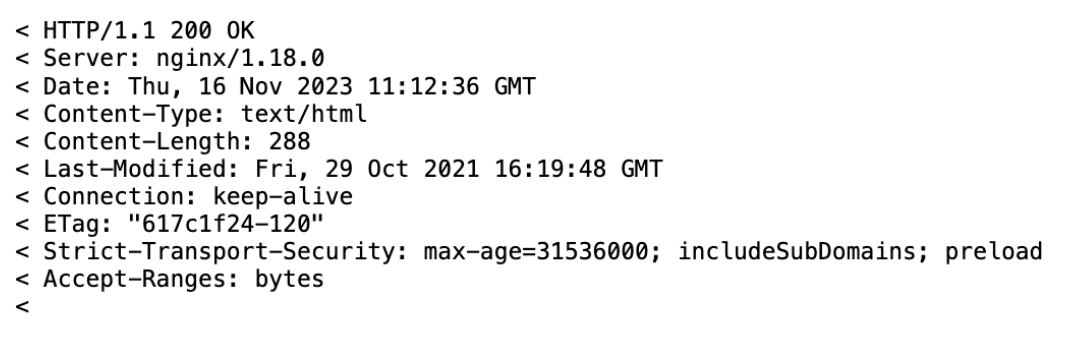 < HTTP/1.1 200 OK
< Server: nginx/1.18.0
< Date: Thu, 16 Nov 2023 11:12:36 GMT
< Content-Type: text/html
< Content-Length: 288
< Last-Modified: Fri, 29 Oct 2021 16:19:48 GMT
< Connection: keep-alive
< ETag: "617c1f24-120"
< Strict-Transport-Security: max-age=31536000; includeSubDomains; preload
< Accept-Ranges: bytes
<